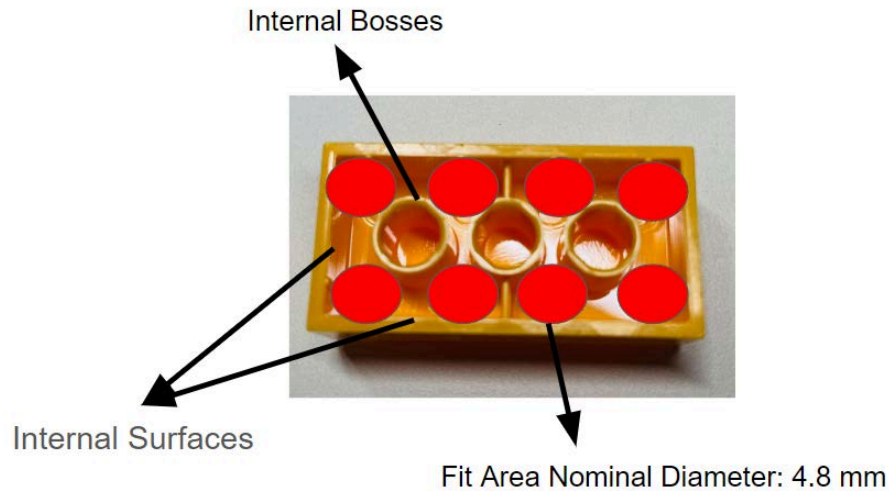 Internal Bosses
Internal Surfaces
Fit Area Nominal Diameter: 4.8 mm